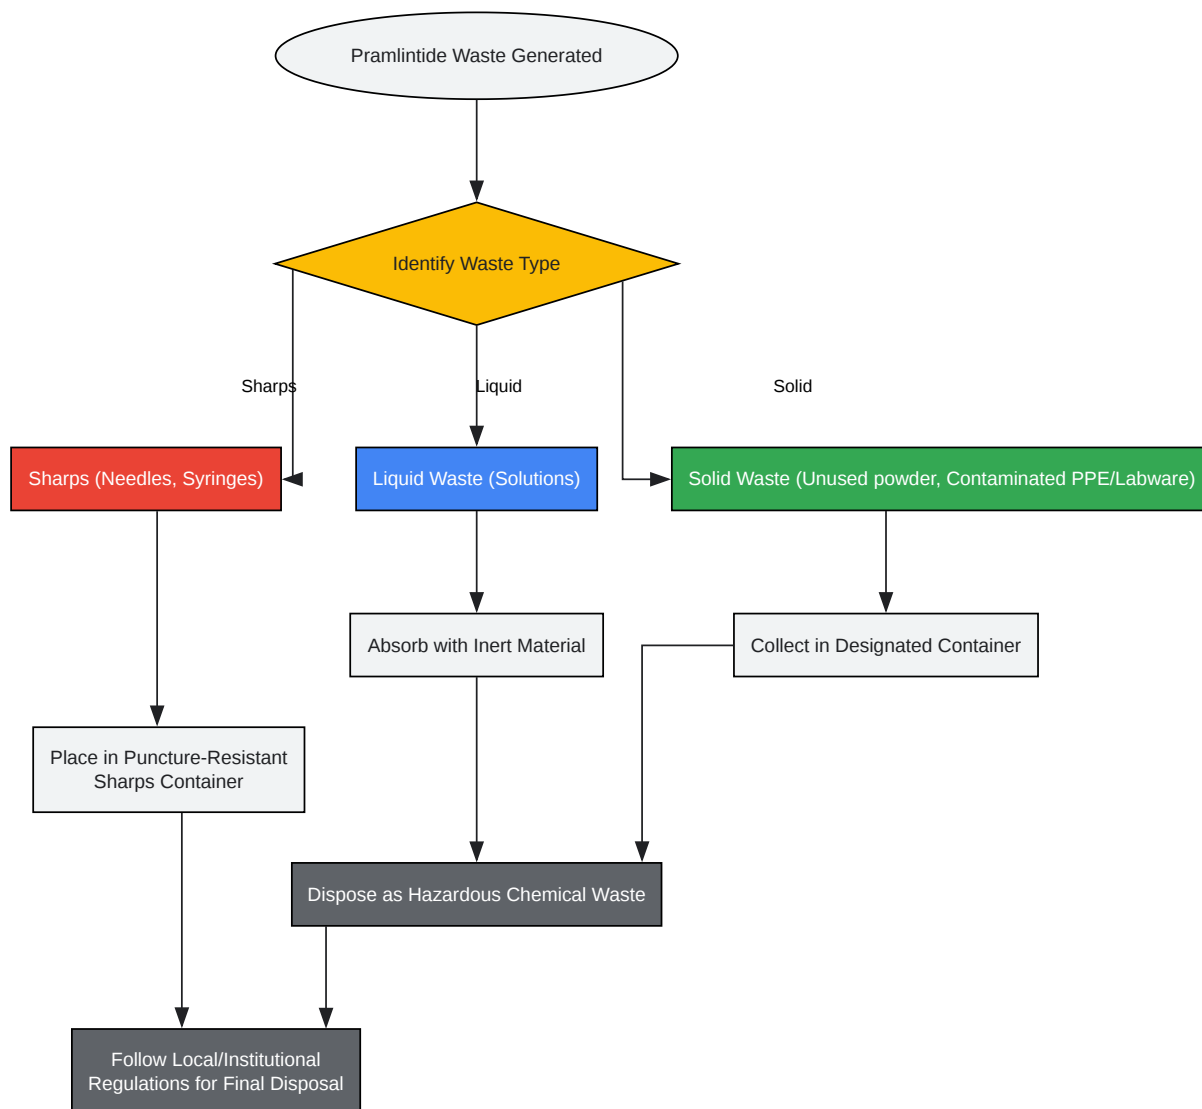 Pramlintide Waste Generated
Identify Waste Type
Sharps
Liquid
Solid
Sharps (Needles, Syringes)
Liquid Waste (Solutions)
Solid Waste (Unused powder, Contaminated PPE/Labware)
Absorb with Inert Material
Collect in Designated Container
Place in Puncture-Resistant
Sharps Container
Dispose as Hazardous Chemical Waste
Follow Local/Institutional
Regulations for Final Disposal